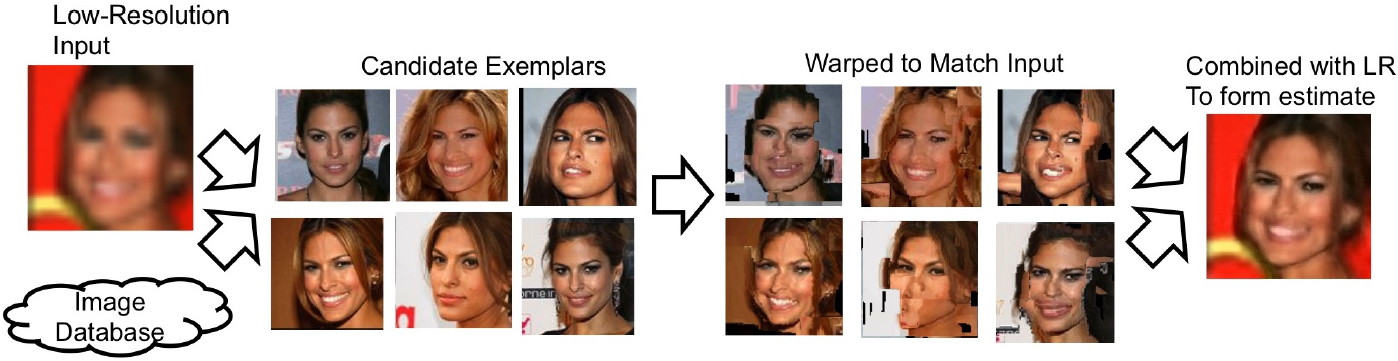 Low-Resolution
Input
Candidate Exemplars
Warped to Match Input
Combined with LR
To form estimate
Image
Database